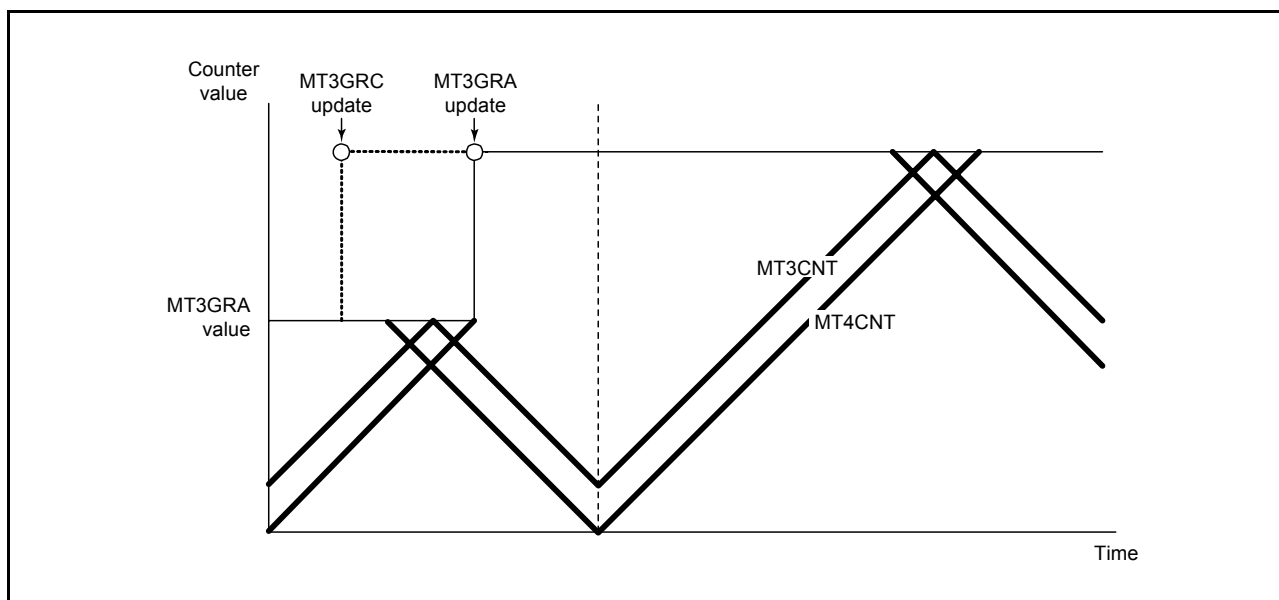 Counter
value
MT3GRC
update
MT3GRA
update
MT3CNT
MT3GRA
value
MT4CNT
Time